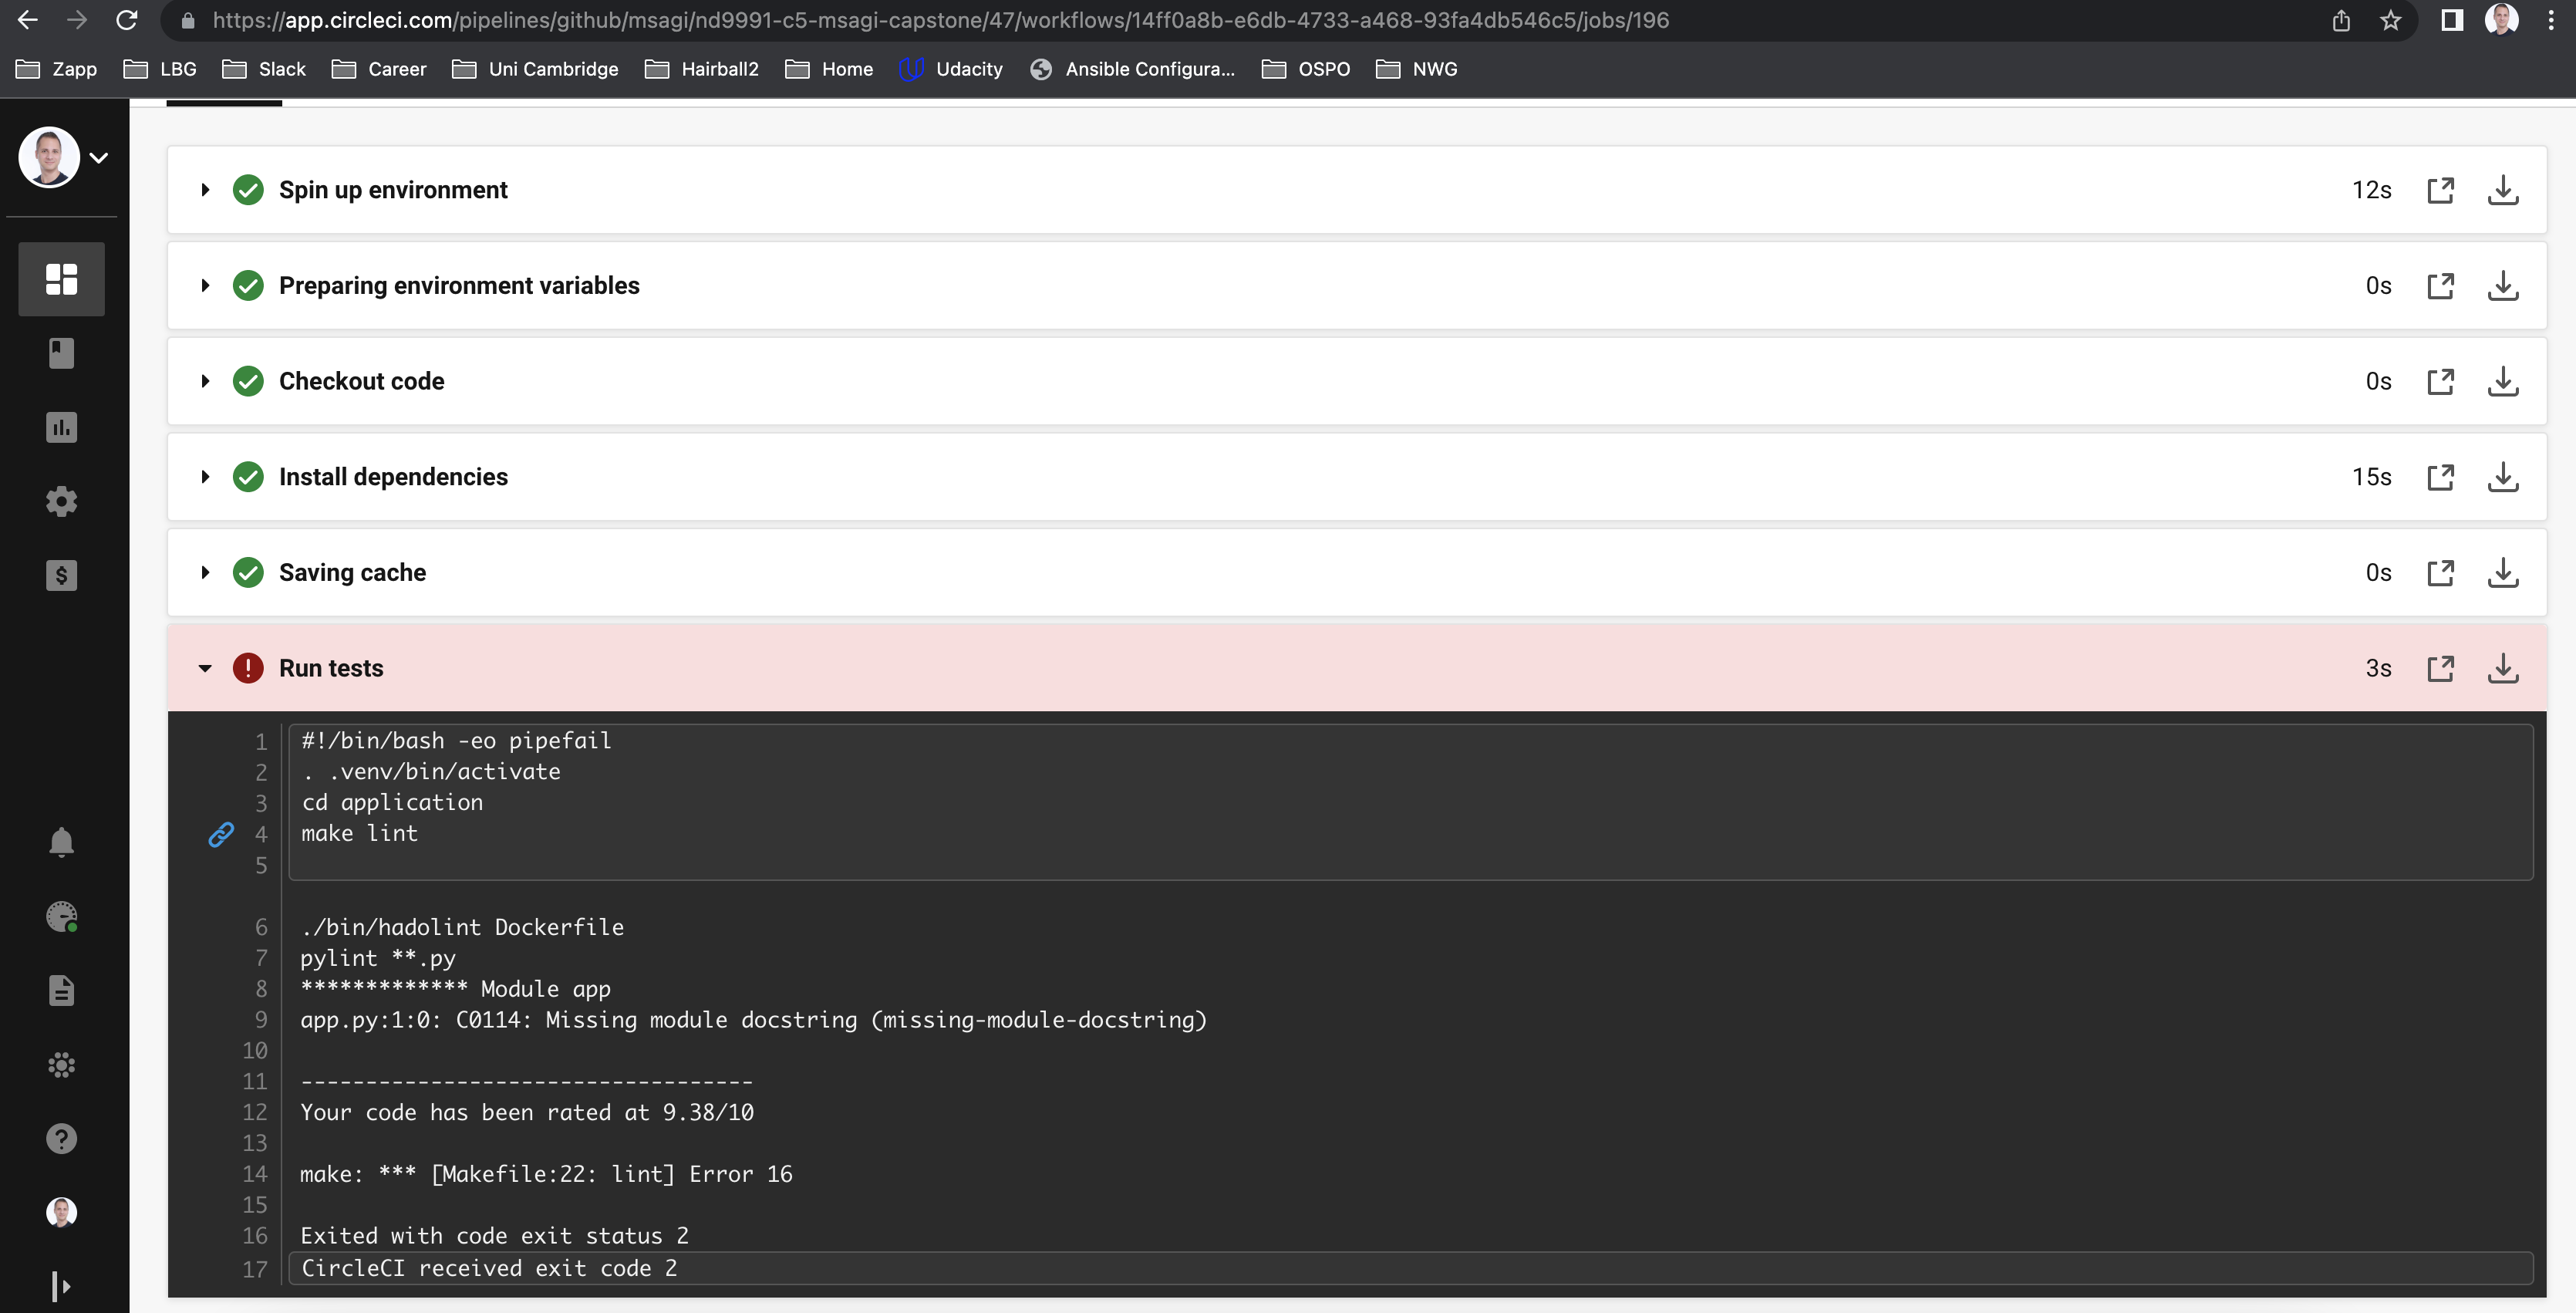 https://app.circleci.com/pipelines/github/msagi/nd9991-c5-msagi-capstone/47/workflows/14ff0a8b-e6db-4733-a468-93fa4db546c5/jobs/196
Zapp LBG Slack Career Uni Cambridge Hairball2 Home Udacity Ansible Configura... OSPO NWG
Spin up environment 12s
Preparing environment variables 0s
Checkout code 0s
Install dependencies 15s
Saving cache 0s
Run tests 3s
1 #!/bin/bash -eo pipefail
2 . .venv/bin/activate
3 cd application
4 make lint
5
6 ./bin/hadolint Dockerfile
7 pylint **.py
8 ************* Module app
9 app.py:1:0: C0114: Missing module docstring (missing-module-docstring)
10
11 -----------------------------------
12 Your code has been rated at 9.38/10
13
14 make: *** [Makefile:22: lint] Error 16
15
16 Exited with code exit status 2
17 CircleCI received exit code 2